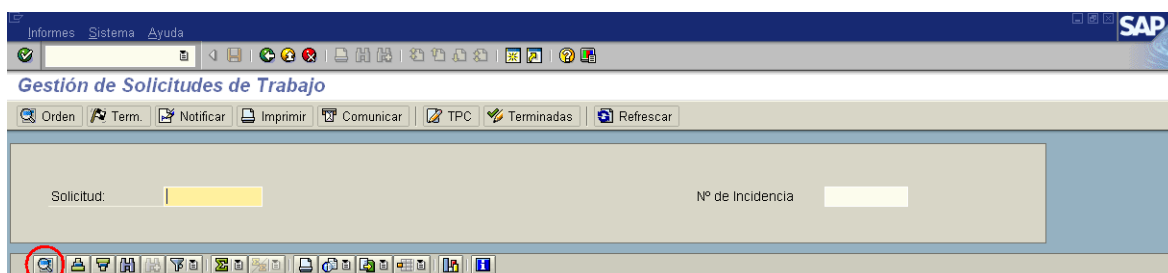 Informes Sistema Ayuda
SAP
Gestión de Solicitudes de Trabajo
Orden Term. Notificar Imprimir Comunicar TPC Terminadas Refrescar
Solicitud: Nº de Incidencia